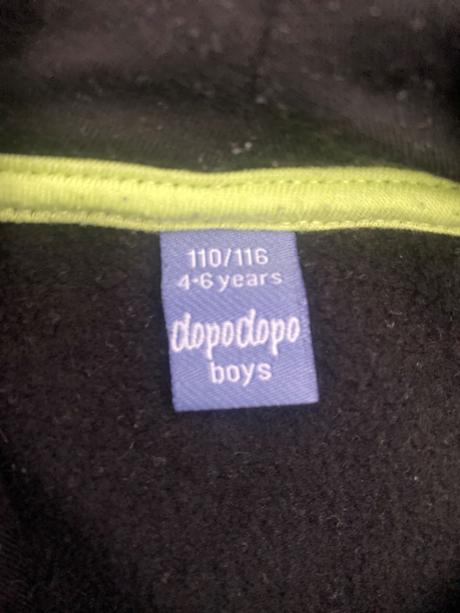 110/116
4-6 years
dopodopo
boys